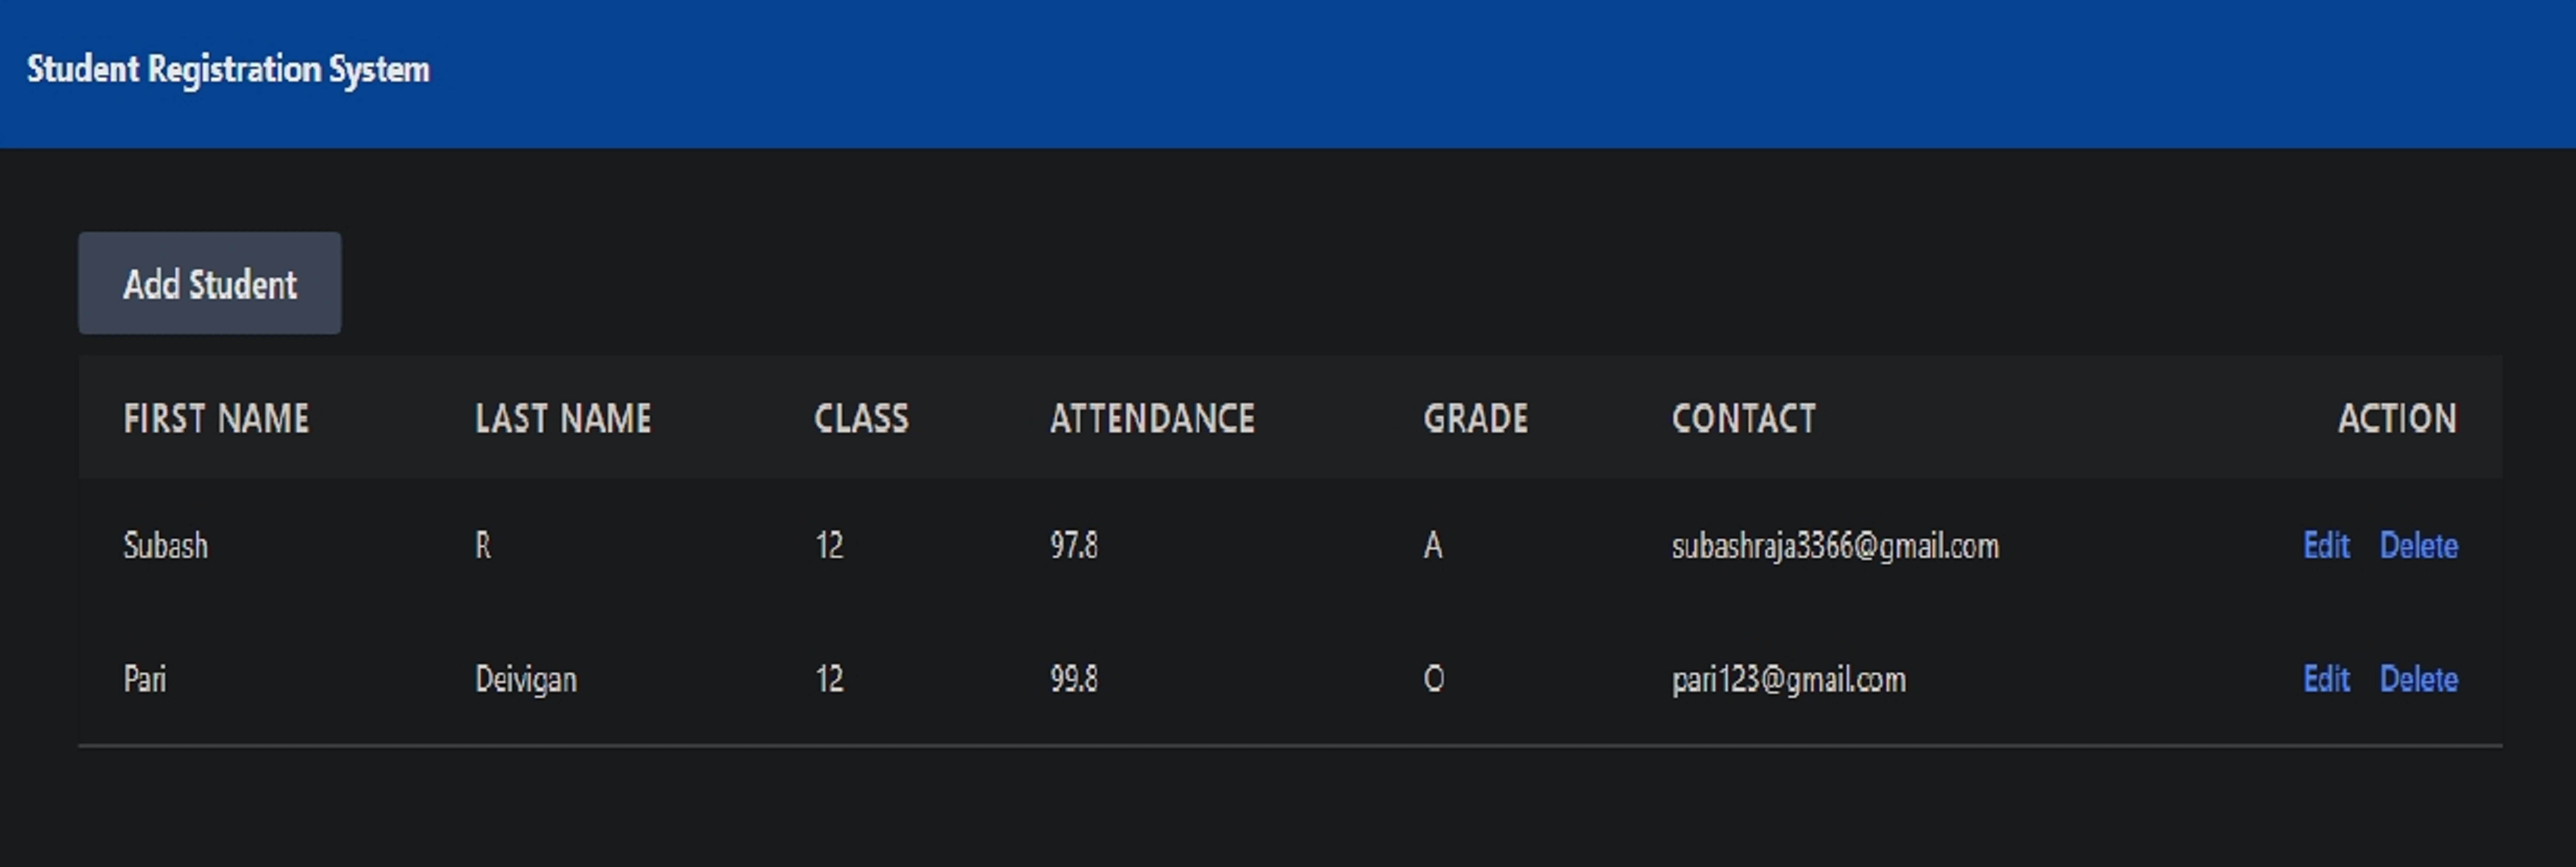 Student Registration System
Add Student
FIRST NAME LAST NAME CLASS ATTENDANCE GRADE CONTACT ACTION
Subash R 12 97.8 A subashraja3366@gmail.com Edit Delete
Pari Deivigan 12 99.8 O pari123@gmail.com Edit Delete